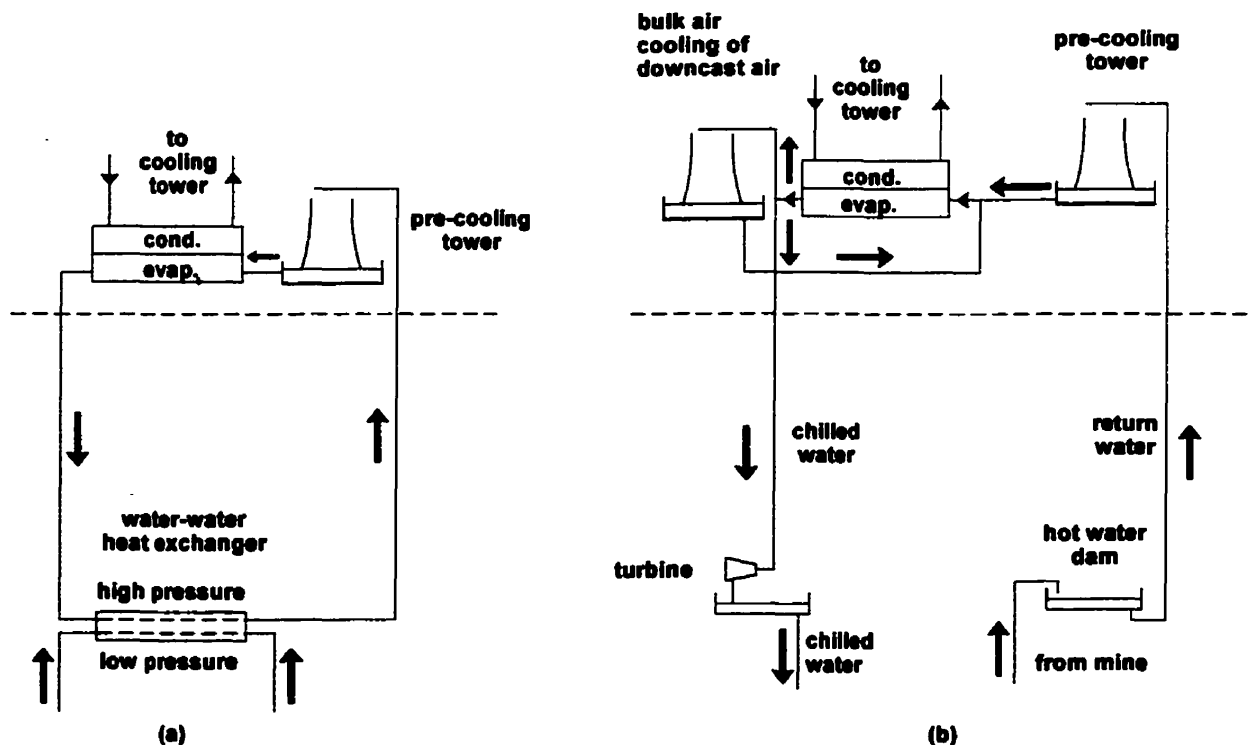 to
cooling
tower
cond.
evap.
pre-cooling
tower
water-water
heat exchanger
high pressure
low pressure
(a)
bulk air
cooling of
downcast air
to
cooling
tower
pre-cooling
tower
cond.
evap.
chilled
water
return
water
turbine
hot water
dam
chilled
water
from mine
(b)